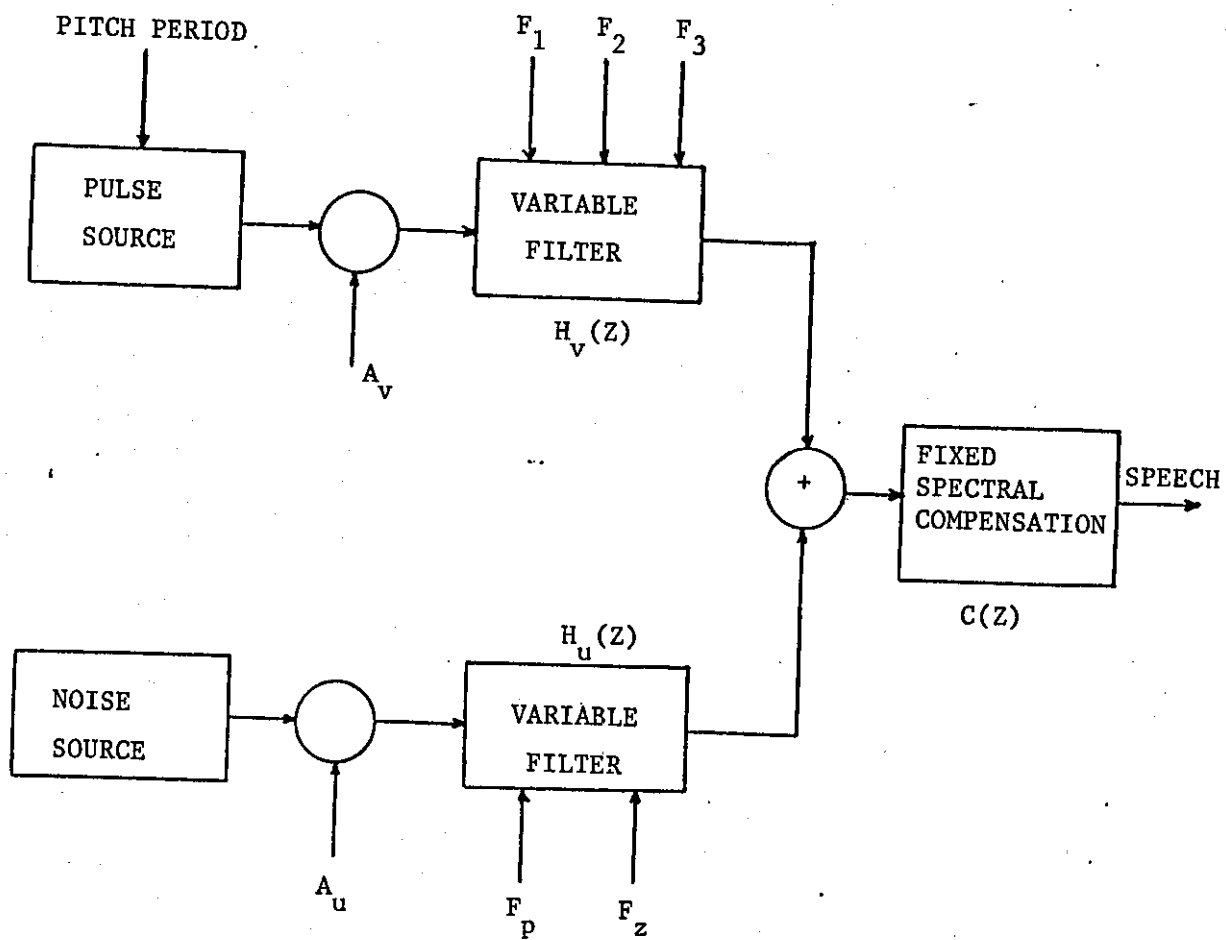 PITCH PERIOD
F1 F2 F3
PULSE
SOURCE
VARIABLE
FILTER
Hv(Z)
Av
+
FIXED
SPECTRAL
COMPENSATION
SPEECH
C(Z)
Hu(Z)
NOISE
SOURCE
VARIABLE
FILTER
Au
Fp Fz